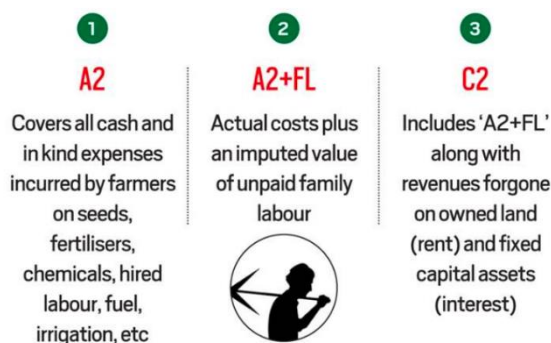 1
A2
Covers all cash and
in kind expenses
incurred by farmers
on seeds,
fertilisers,
chemicals, hired
labour, fuel,
irrigation, etc
2
A2+FL
Actual costs plus
an imputed value
of unpaid family
labour
3
C2
Includes ‘A2+FL’
along with
revenues forgone
on owned land
(rent) and fixed
capital assets
(interest)